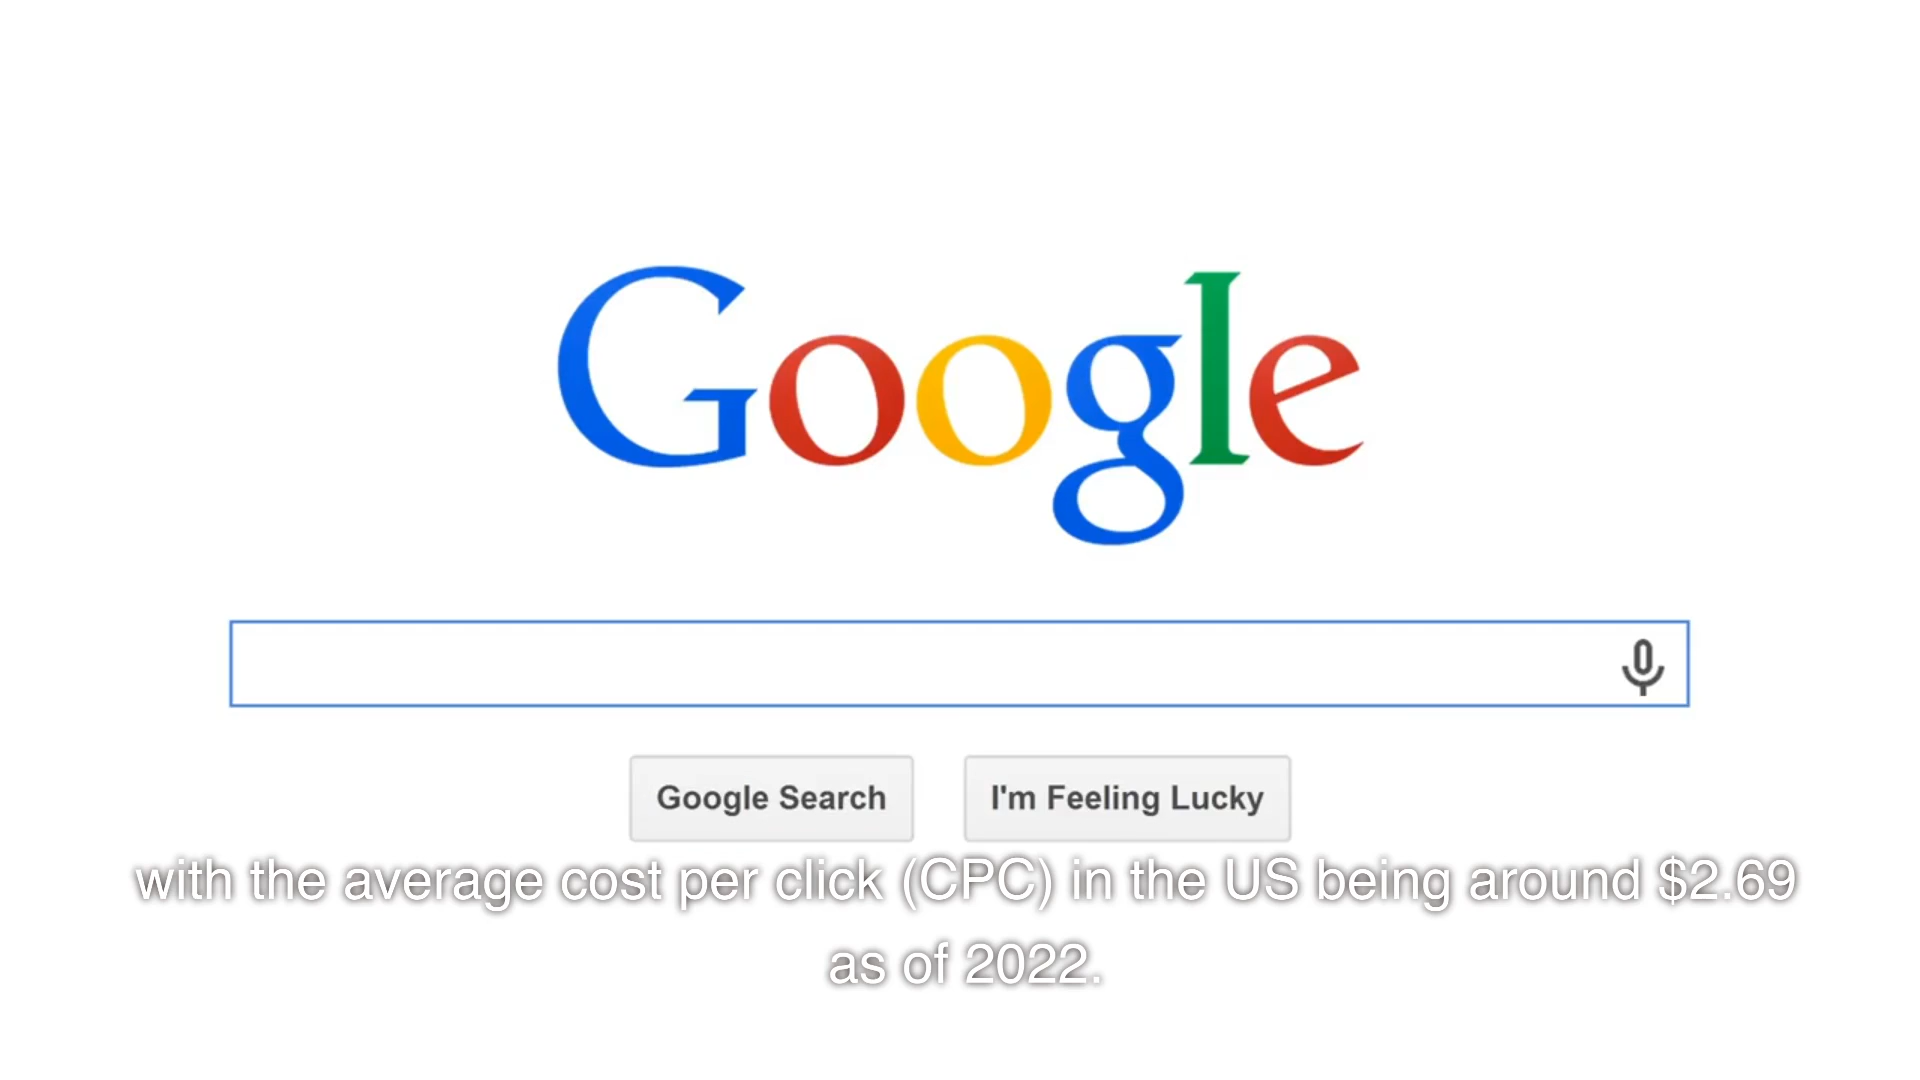 Google
Google Search
I'm Feeling Lucky
with the average cost per click (CPC) in the US being around $2.69
as of 2022.